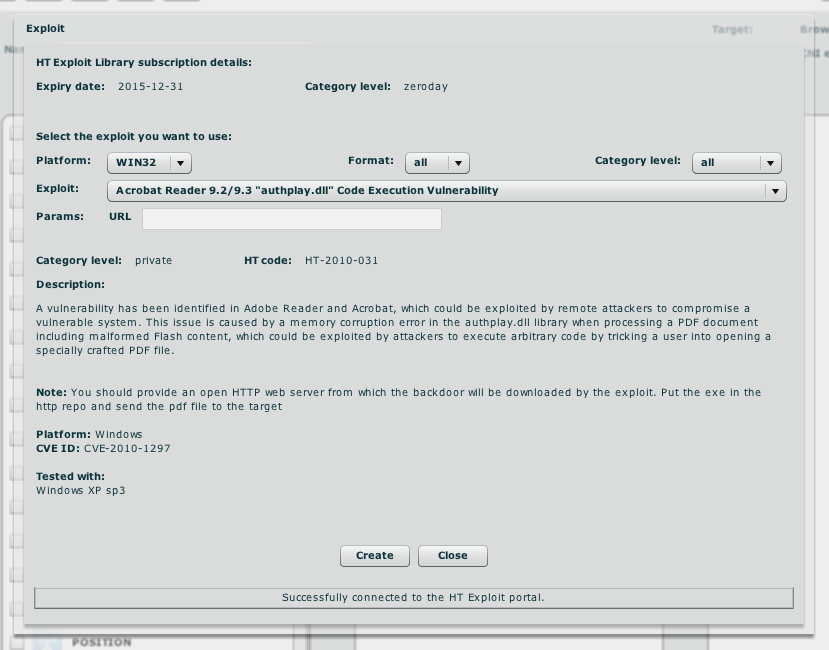 Exploit
Target:
Brow
HT Exploit Library subscription details:
Expiry date: 2015-12-31 Category level: zeroday
Select the exploit you want to use:
Platform: WIN32 Format: all Category level: all
Exploit: Acrobat Reader 9.2/9.3 "authplay.dll" Code Execution Vulnerability
Params: URL
Category level: private HT code: HT-2010-031
Description:
A vulnerability has been identified in Adobe Reader and Acrobat, which could be exploited by remote attackers to compromise a
vulnerable system. This issue is caused by a memory corruption error in the authplay.dll library when processing a PDF document
including malformed Flash content, which could be exploited by attackers to execute arbitrary code by tricking a user into opening a
specially crafted PDF file.
Note: You should provide an open HTTP web server from which the backdoor will be downloaded by the exploit. Put the exe in the
http repo and send the pdf file to the target
Platform: Windows
CVE ID: CVE-2010-1297
Tested with:
Windows XP sp3
Create Close
Successfully connected to the HT Exploit portal.
POSITION